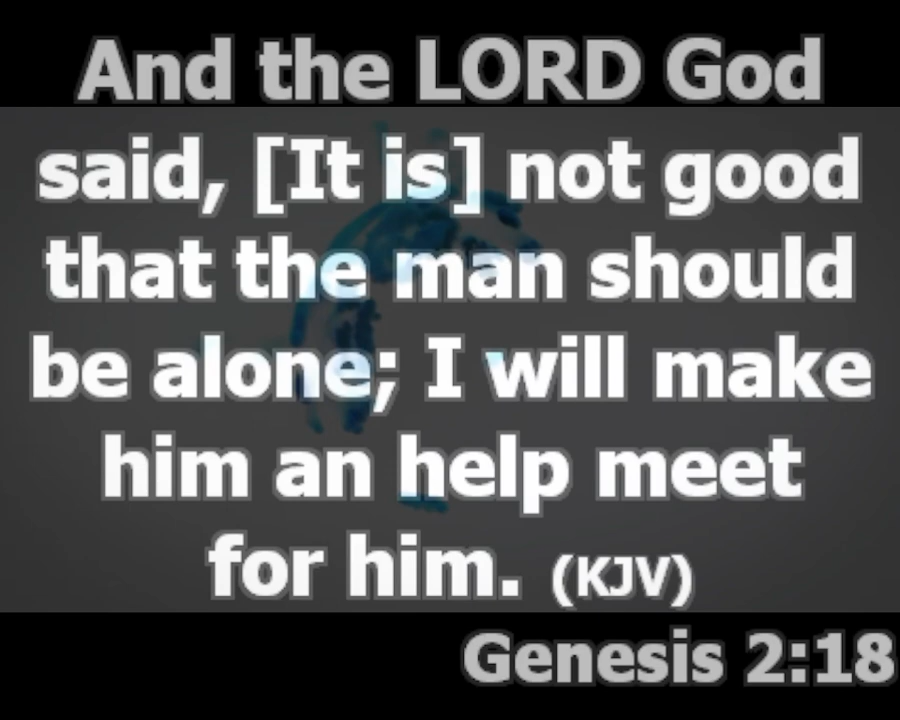 And the LORD God
said, [It is] not good
that the man should
be alone; I will make
him an help meet
for him. (KJV)
Genesis 2:18